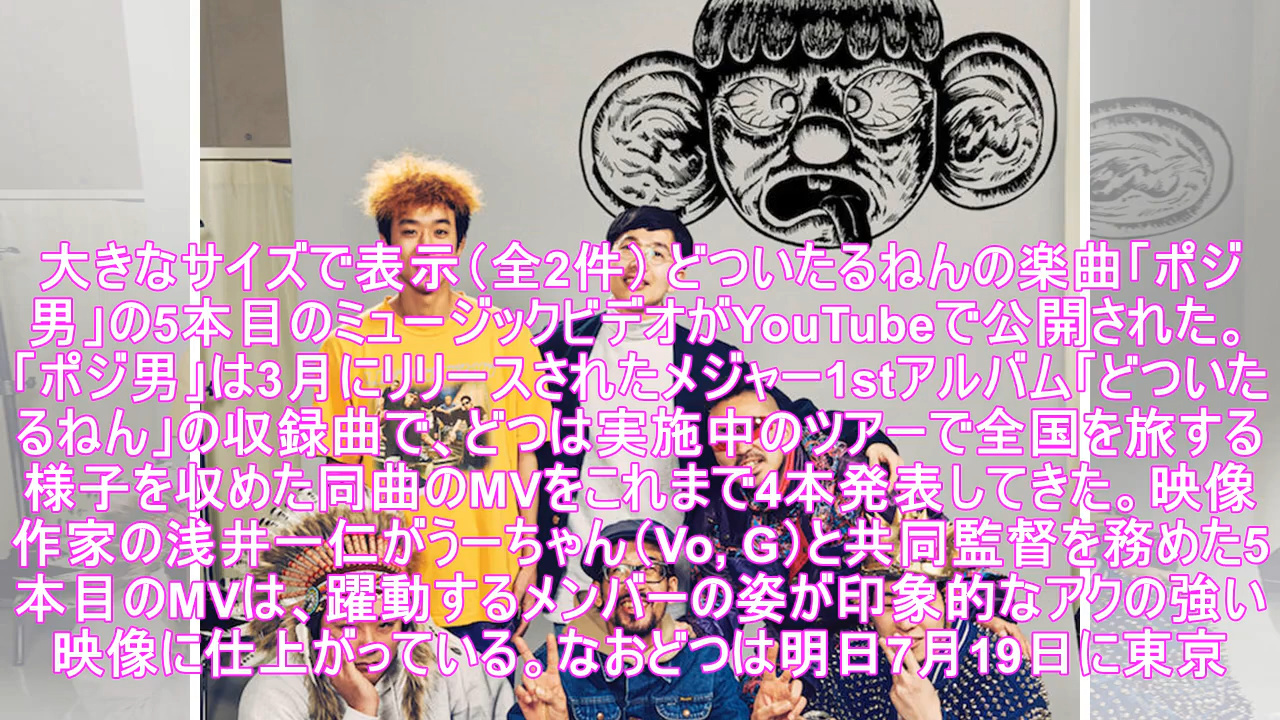 大きなサイズで表示（全2件）どついたるねんの楽曲「ポジ
男」の5本目のミュージックビデオがYouTubeで公開された。
「ポジ男」は3月にリリースされたメジャー1stアルバム「どついた
るねん」の収録曲で、どつは実施中のツアーで全国を旅する
様子を収めた同曲のMVをこれまで4本発表してきた。映像
作家の浅井一仁がうーちゃん（Vo, G）と共同監督を務めた5
本目のMVは、躍動するメンバーの姿が印象的なアクの強い
映像に仕上がっている。なおどつは明日7月19日に東京